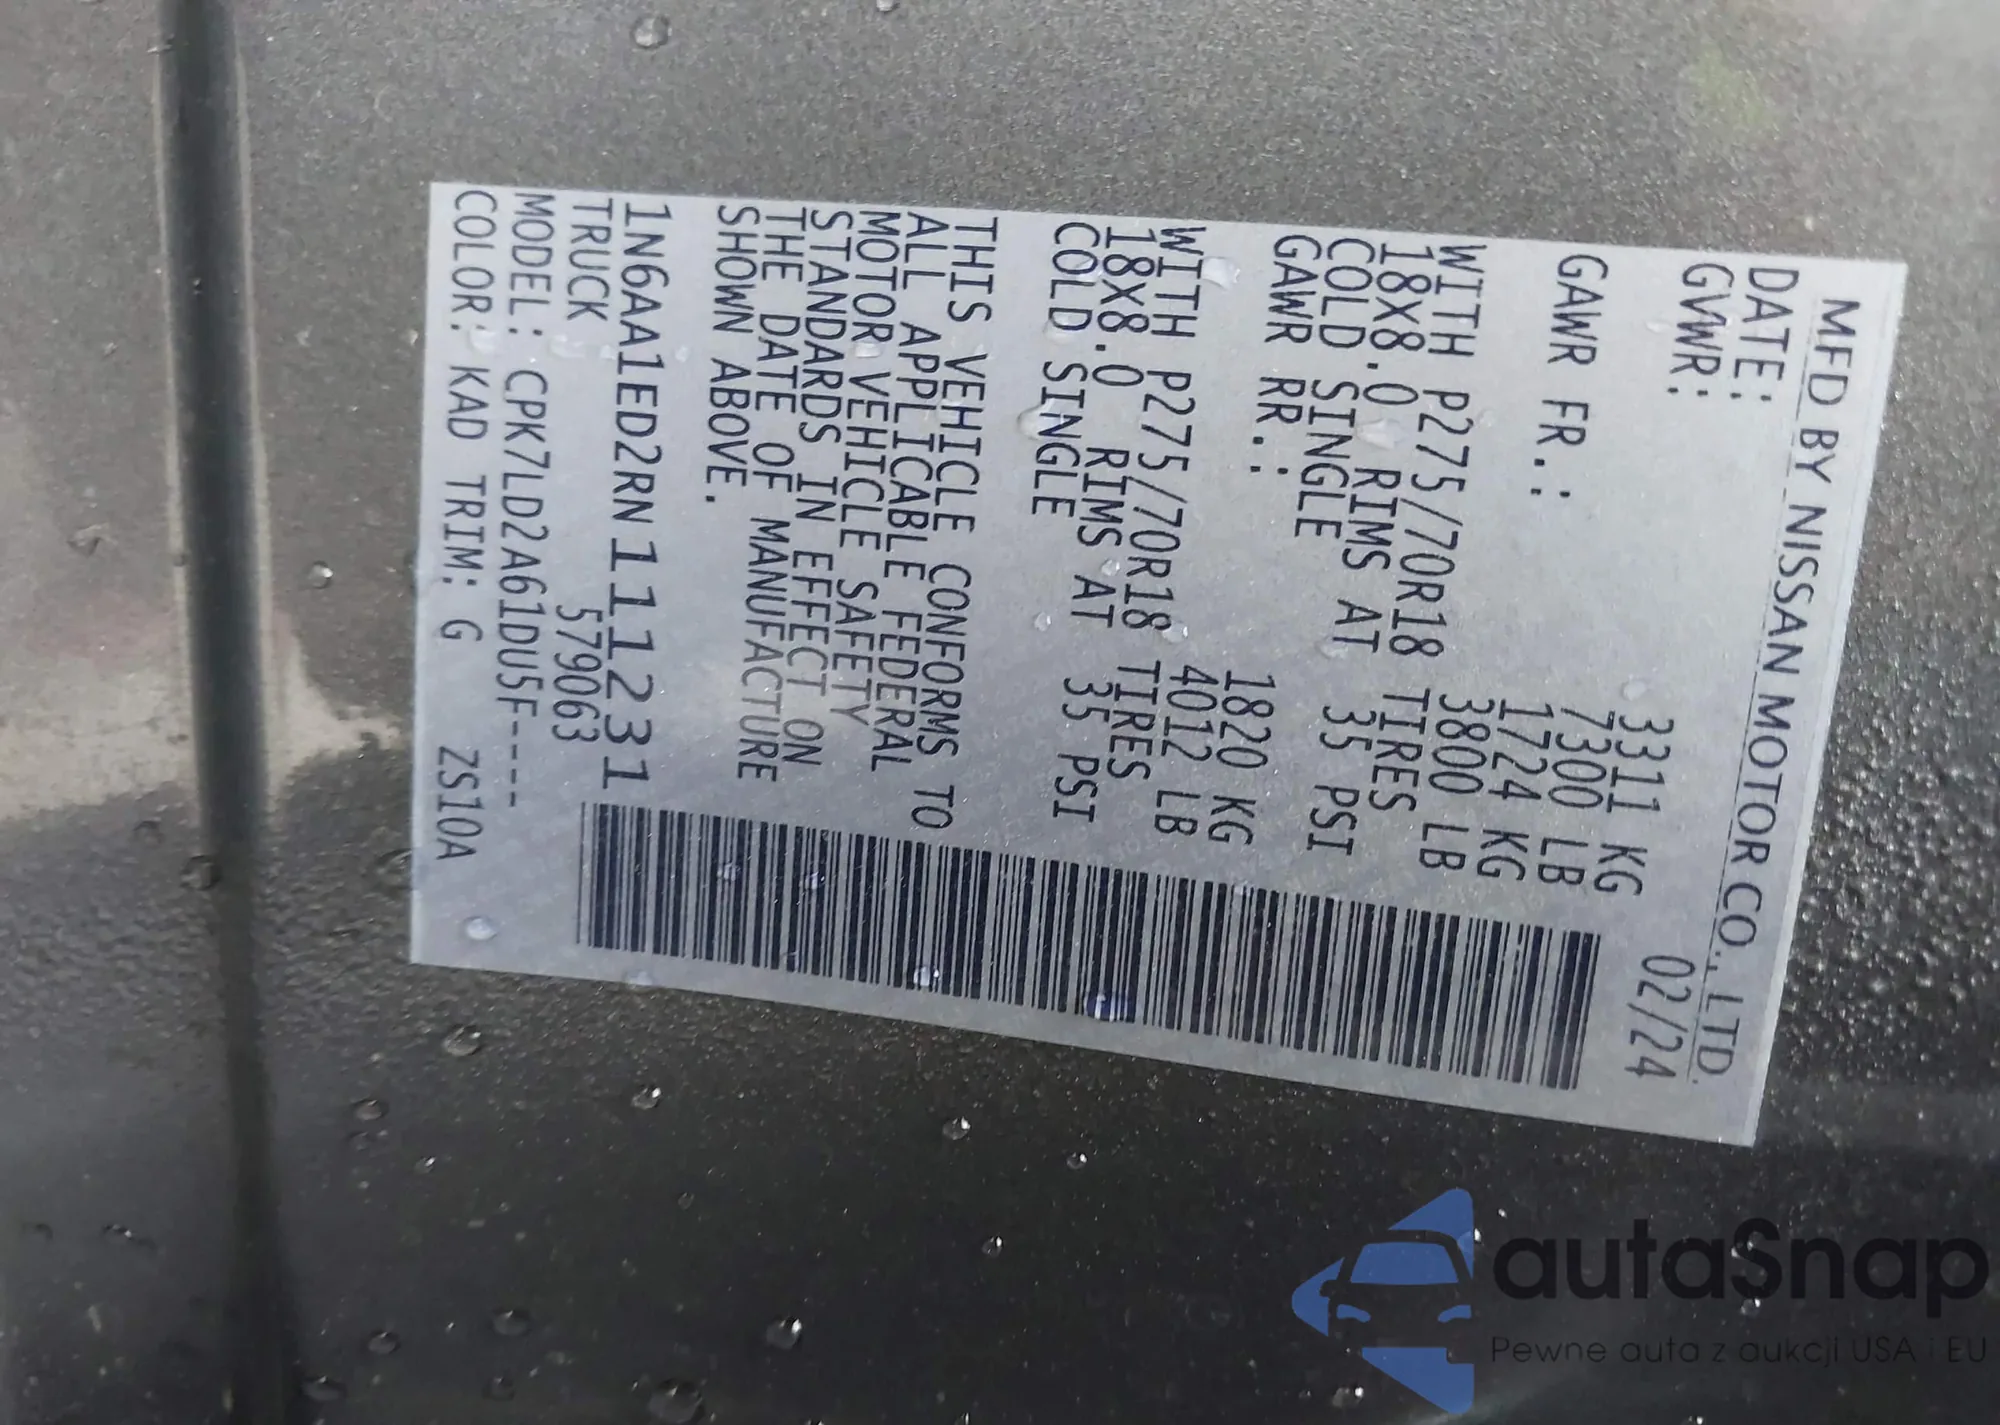 MFD BY NISSAN MOTOR CO., LTD.
DATE: 02/24
GVWR: 3311 KG
7300 LB
GAWR FR.: 1724 KG
3800 LB
WITH P275/70R18 TIRES
18X8.0 RIMS AT 35 PSI
COLD SINGLE
GAWR RR.: 1820 KG
4012 LB
WITH P275/70R18 TIRES
18X8.0 RIMS AT 35 PSI
COLD SINGLE
THIS VEHICLE CONFORMS TO
ALL APPLICABLE FEDERAL
MOTOR VEHICLE SAFETY
STANDARDS IN EFFECT ON
THE DATE OF MANUFACTURE
SHOWN ABOVE.
1N6AA1ED2RN111231
TRUCK 579063
MODEL: CPK7LD2A61DU5F----
COLOR: KAD TRIM: G ZS10A
autaSnap
Pewne auta z aukcji USA i EU